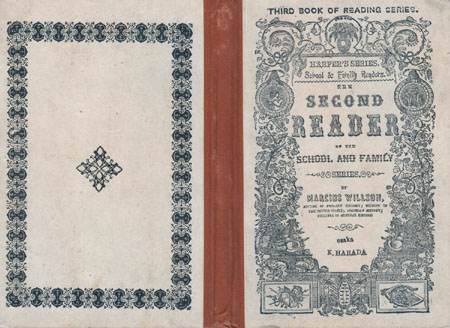 THIRD BOOK OF READING SERIES.
HARPER'S SERIES.
School & Family Readers.
THE
SECOND
READER
OF THE
SCHOOL AND FAMILY
SERIES.
BY
MARCIUS WILLSON,
OSAKA
K. HARADA